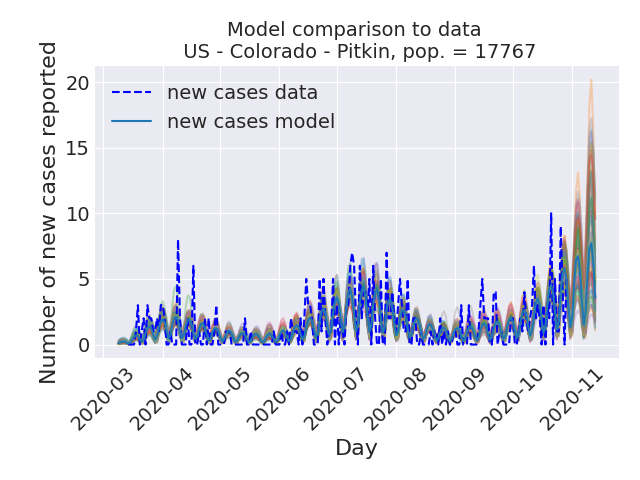 Model comparison to data
US - Colorado - Pitkin, pop. = 17767
Number of new cases reported
20
15
10
5
0
new cases data
new cases model
2020-03
2020-04
2020-05
2020-06
2020-07
2020-08
2020-09
2020-10
2020-11
Day